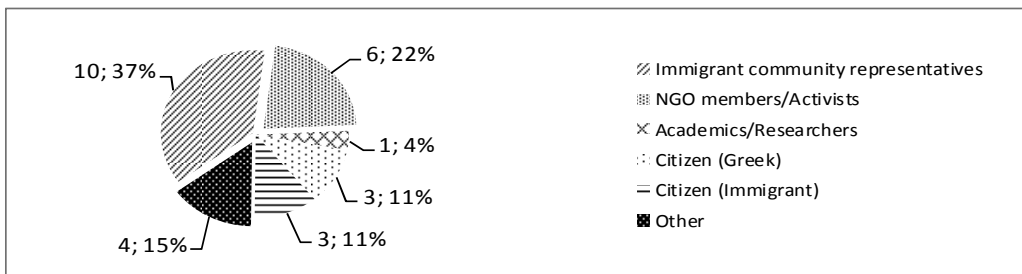 10; 37%
6; 22%
1; 4%
3; 11%
3; 11%
4; 15%
Immigrant community representatives
NGO members/Activists
Academics/Researchers
Citizen (Greek)
Citizen (Immigrant)
Other